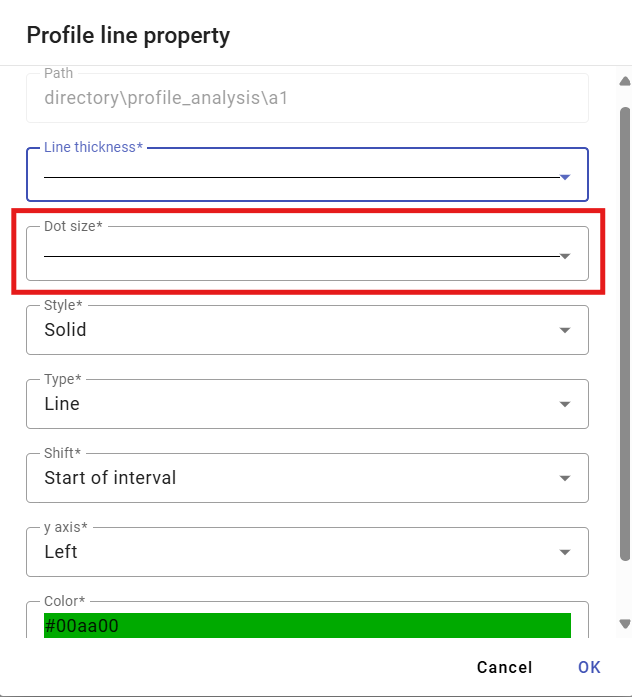 Profile line property
Path
directory\profile_analysis\a1
Line thickness*
Dot size*
Style*
Solid
Type*
Line
Shift*
Start of interval
y axis*
Left
Color*
#00aa00
Cancel OK